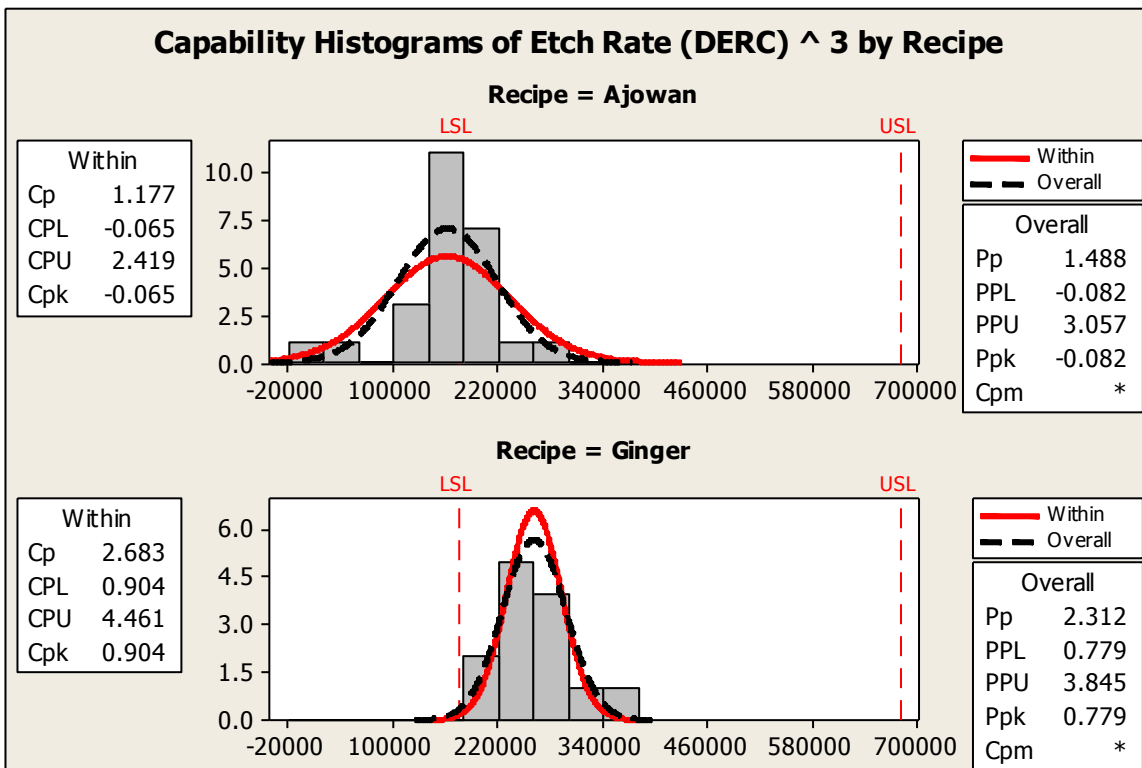 Capability Histograms of Etch Rate (DERC) ^ 3 by Recipe
Recipe = Ajowan
LSL USL
Within
Cp 1.177
CPL -0.065
CPU 2.419
Cpk -0.065
10.0
7.5
5.0
2.5
0.0
-20000 100000 220000 340000 460000 580000 700000
Within
Overall
Overall
Pp 1.488
PPL -0.082
PPU 3.057
Ppk -0.082
Cpm *
Recipe = Ginger
LSL USL
Within
Cp 2.683
CPL 0.904
CPU 4.461
Cpk 0.904
6.0
4.5
3.0
1.5
0.0
-20000 100000 220000 340000 460000 580000 700000
Within
Overall
Overall
Pp 2.312
PPL 0.779
PPU 3.845
Ppk 0.779
Cpm *